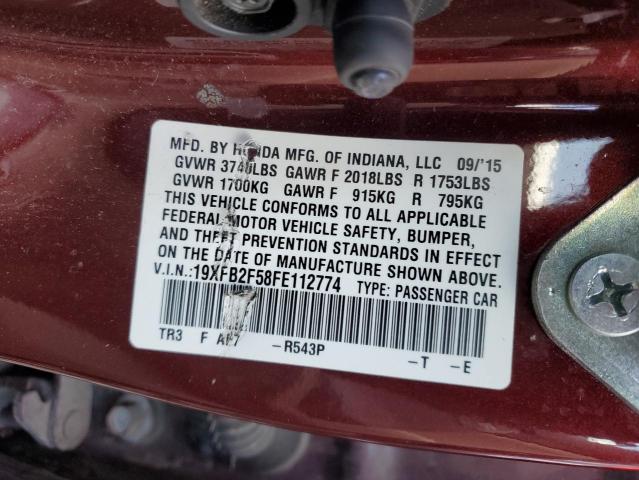 MFD. BY HONDA MFG. OF INDIANA, LLC 09/'15
GVWR 3748LBS GAWR F 2018LBS R 1753LBS
GVWR 1700KG GAWR F 915KG R 795KG
THIS VEHICLE CONFORMS TO ALL APPLICABLE
FEDERAL MOTOR VEHICLE SAFETY, BUMPER,
AND THEFT PREVENTION STANDARDS IN EFFECT
ON THE DATE OF MANUFACTURE SHOWN ABOVE.
V.I.N.: 19XFB2F58FE112774 TYPE: PASSENGER CAR
TR3 F AF7 -R543P -T -E